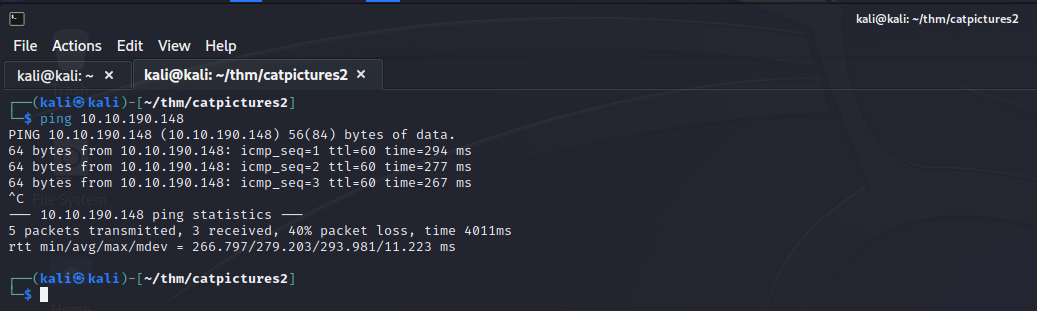 kali@kali: ~/thm/catpictures2
File Actions Edit View Help
kali@kali: ~ × kali@kali: ~/thm/catpictures2 ×
┌──(kali㉿kali)-[~/thm/catpictures2]
└─$ ping 10.10.190.148
PING 10.10.190.148 (10.10.190.148) 56(84) bytes of data.
64 bytes from 10.10.190.148: icmp_seq=1 ttl=60 time=294 ms
64 bytes from 10.10.190.148: icmp_seq=2 ttl=60 time=277 ms
64 bytes from 10.10.190.148: icmp_seq=3 ttl=60 time=267 ms
^C
File System
--- 10.10.190.148 ping statistics ---
5 packets transmitted, 3 received, 40% packet loss, time 4011ms
rtt min/avg/max/mdev = 266.797/279.203/293.981/11.223 ms
┌──(kali㉿kali)-[~/thm/catpictures2]
└─$
Home